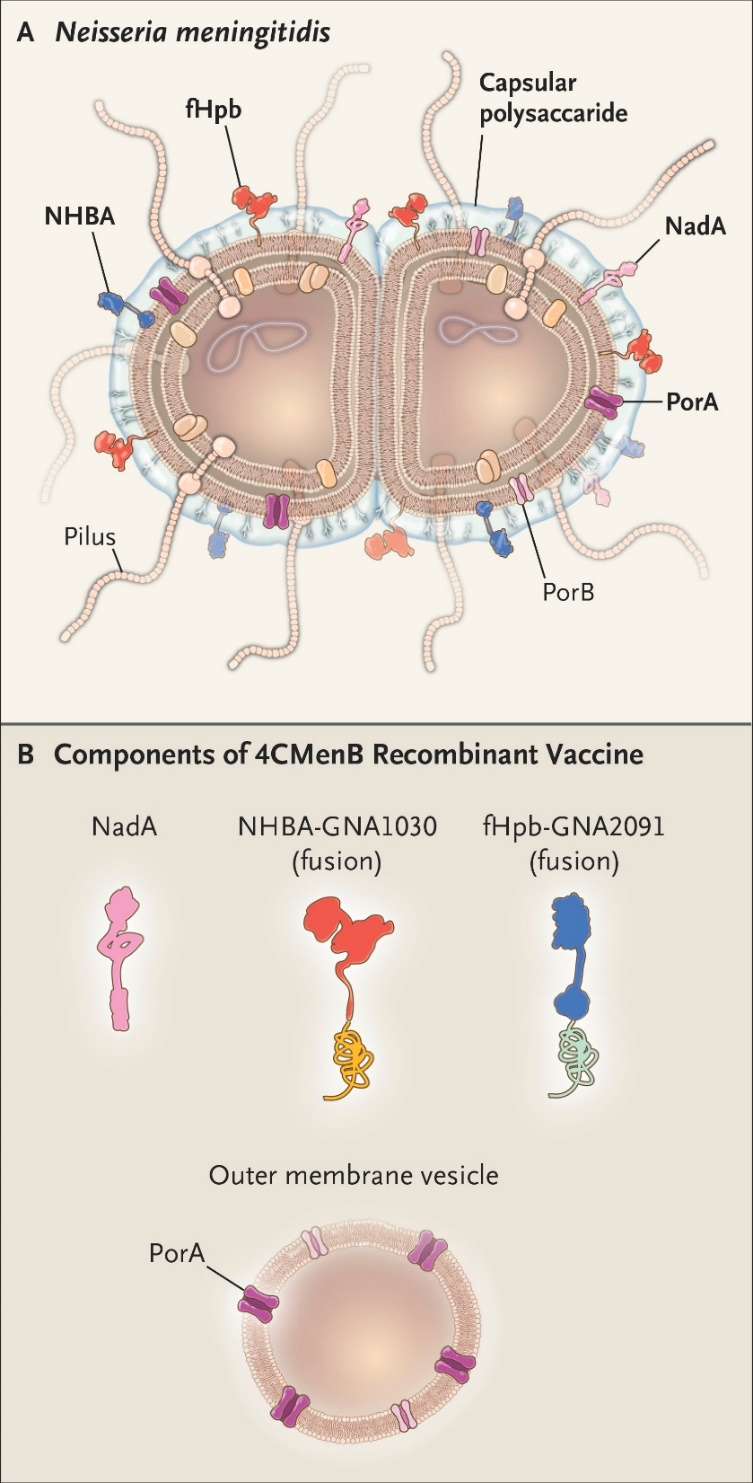 A Neisseria meningitidis
fHpb
Capsular
polysaccaride
NHBA
NadA
PorA
Pilus
PorB
B Components of 4CMenB Recombinant Vaccine
NadA
NHBA-GNA1030
(fusion)
fHpb-GNA2091
(fusion)
Outer membrane vesicle
PorA